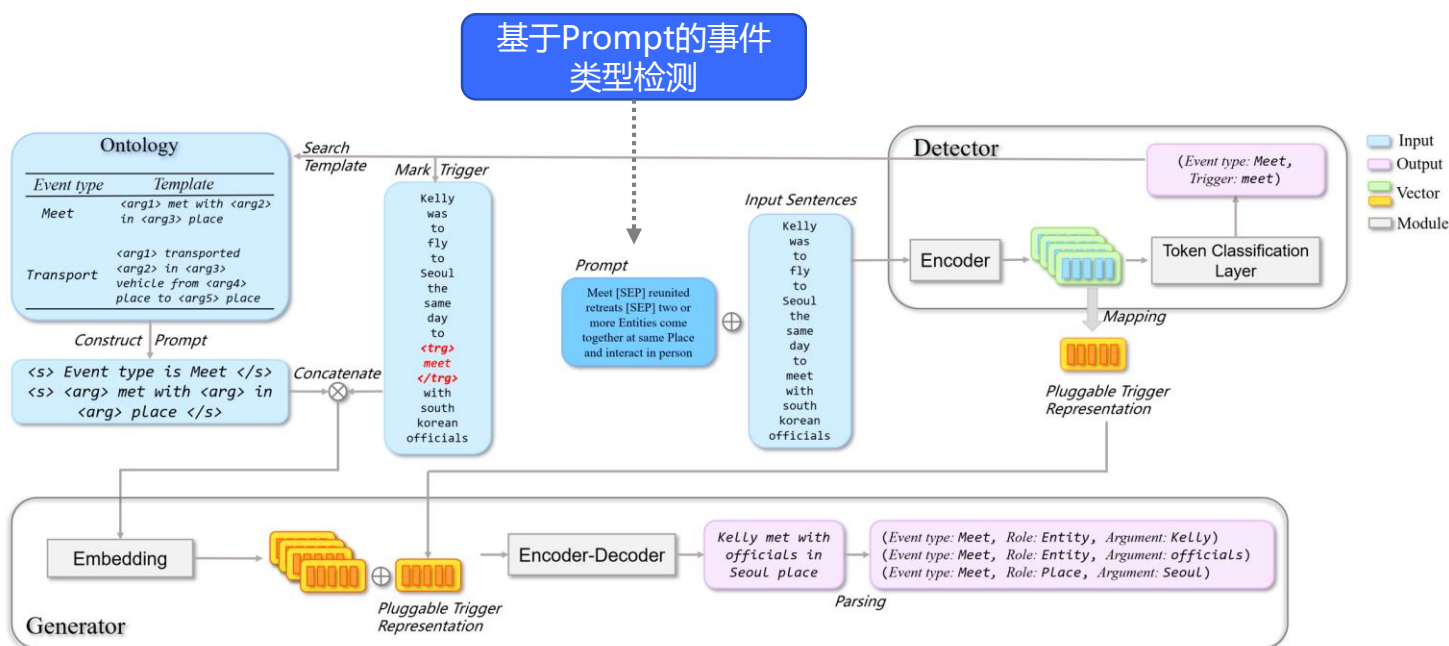 基于Prompt的事件
类型检测
Ontology
Event type Template
Meet
<arg1> met with <arg2>
in <arg3> place
Transport
<arg1> transported
<arg2> in <arg3>
vehicle from <arg4>
place to <arg5> place
Search
Template
Mark Trigger
Kelly
was
to
fly
to
Seoul
the
same
day
to
<trg>
meet
</trg>
with
south
korean
officials
Construct Prompt
<s> Event type is Meet </s>
<s> <arg> met with <arg> in
<arg> place </s>
Concatenate
Prompt
Meet [SEP] reunited
retreats [SEP] two or
more Entities come
together at same Place
and interact in person
Input Sentences
Kelly
was
to
fly
to
Seoul
the
same
day
to
meet
with
south
korean
officials
Detector
(Event type: Meet,
Trigger: meet)
Encoder
Token Classification
Layer
Mapping
Pluggable Trigger
Representation
Input
Output
Vector
Module
Generator
Embedding
Pluggable Trigger
Representation
Encoder-Decoder
Kelly met with
officials in
Seoul place
Parsing
(Event type: Meet, Role: Entity, Argument: Kelly)
(Event type: Meet, Role: Entity, Argument: officials)
(Event type: Meet, Role: Place, Argument: Seoul)